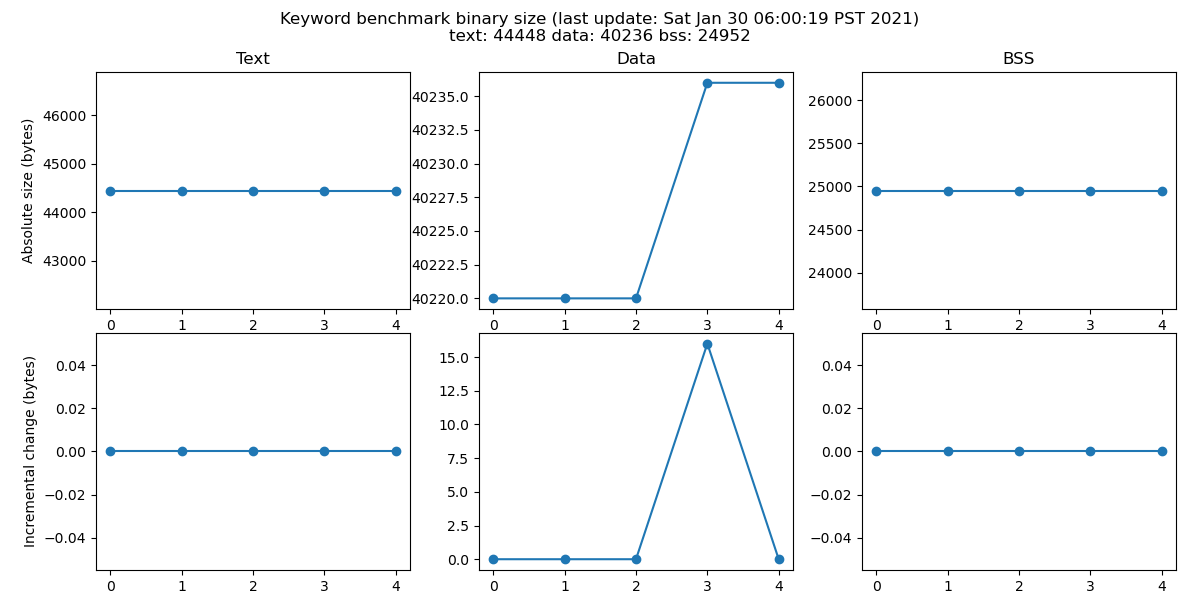 Keyword benchmark binary size (last update: Sat Jan 30 06:00:19 PST 2021)
text: 44448 data: 40236 bss: 24952
Text
Data
BSS
Absolute size (bytes)
46000
45000
44000
43000
0 1 2 3 4
40235.0
40232.5
40230.0
40227.5
40225.0
40222.5
40220.0
0 1 2 3 4
26000
25500
25000
24500
24000
0 1 2 3 4
Incremental change (bytes)
0.04
0.02
0.00
−0.02
−0.04
0 1 2 3 4
15.0
12.5
10.0
7.5
5.0
2.5
0.0
0 1 2 3 4
0.04
0.02
0.00
−0.02
−0.04
0 1 2 3 4